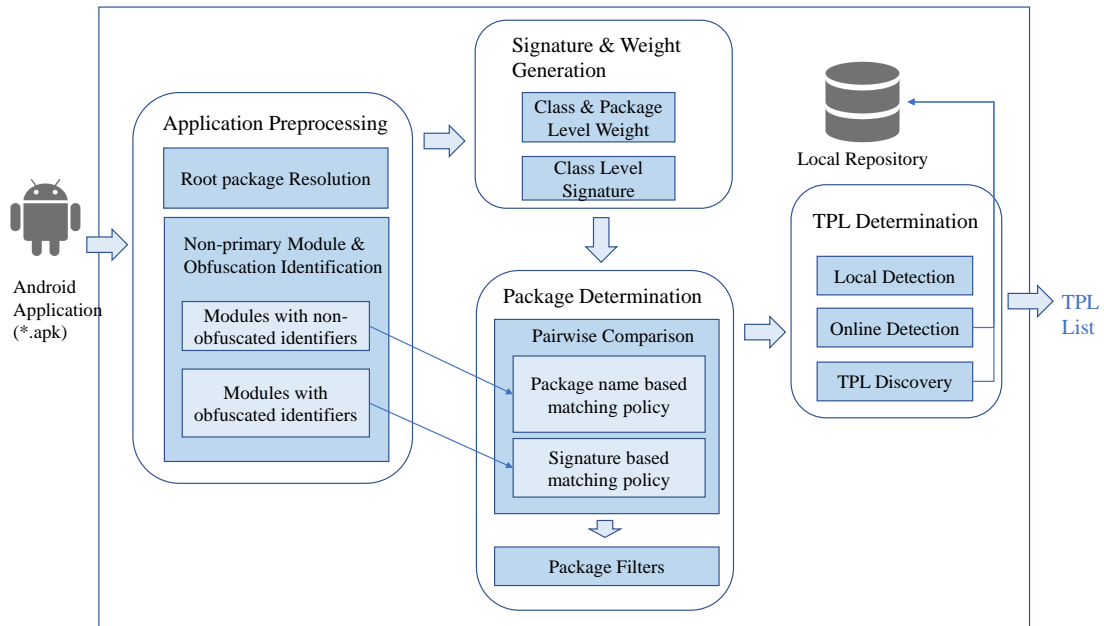 Android
Application
(*.apk)
Application Preprocessing
Root package Resolution
Non-primary Module &
Obfuscation Identification
Modules with non-
obfuscated identifiers
Modules with
obfuscated identifiers
Signature & Weight
Generation
Class & Package
Level Weight
Class Level
Signature
Package Determination
Pairwise Comparison
Package name based
matching policy
Signature based
matching policy
Package Filters
Local Repository
TPL Determination
Local Detection
Online Detection
TPL Discovery
TPL
List